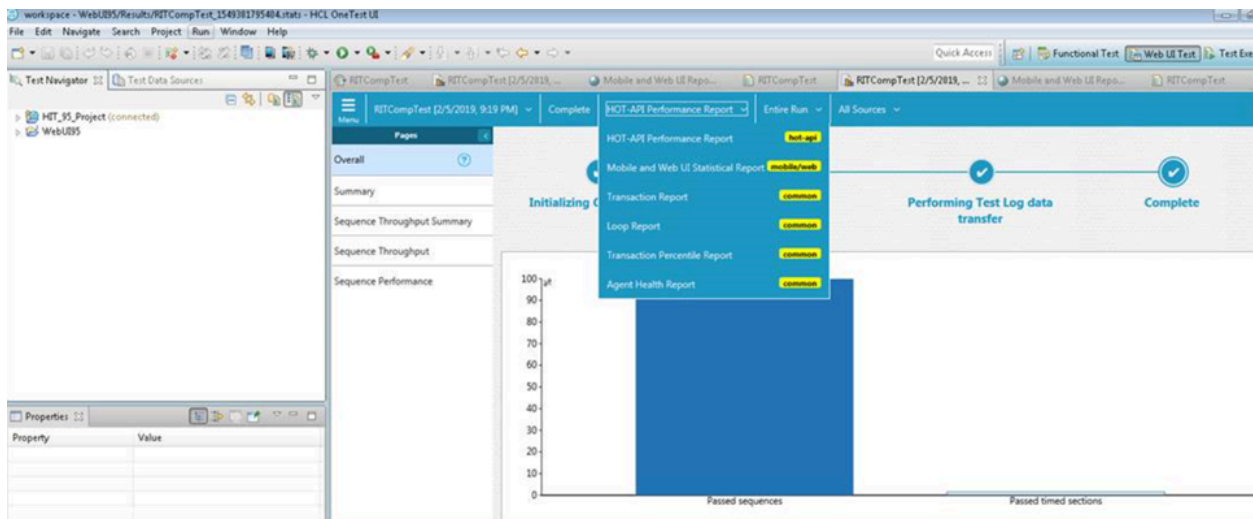 workspace - WebUI95/Results/RITCompTest_1549381795404.stats - HCL OneTest UI
File Edit Navigate Search Project Run Window Help
Quick Access Functional Test Web UI Test Test Exe
Test Navigator Test Data Sources
RITCompTest RITCompTest [2/5/2019, ... Mobile and Web UI Repo... RITCompTest RITCompTest [2/5/2019, ... Mobile and Web UI Repo... RITCompTest
HIT_95_Project (connected)
WebUI95
Menu RITCompTest [2/5/2019, 9:19 PM] Complete HOT-API Performance Report Entire Run All Sources
Pages
Overall
Summary
Sequence Throughput Summary
Sequence Throughput
Sequence Performance
HOT-API Performance Report hot-api
Mobile and Web UI Statistical Report mobile/web
Transaction Report common
Loop Report common
Transaction Percentile Report common
Agent Health Report common
Initializing C
Performing Test Log data
transfer
Complete
100
90
80
70
60
50
40
30
20
10
0
Passed sequences Passed timed sections
Properties
Property Value